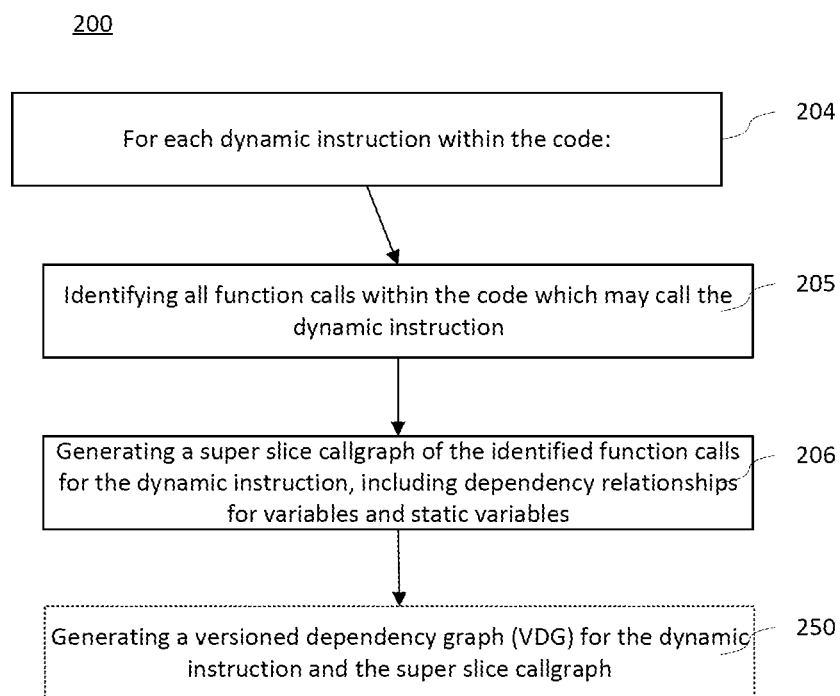 200
204
For each dynamic instruction within the code:
205
Identifying all function calls within the code which may call the
dynamic instruction
206
Generating a super slice callgraph of the identified function calls
for the dynamic instruction, including dependency relationships
for variables and static variables
250
Generating a versioned dependency graph (VDG) for the dynamic
instruction and the super slice callgraph